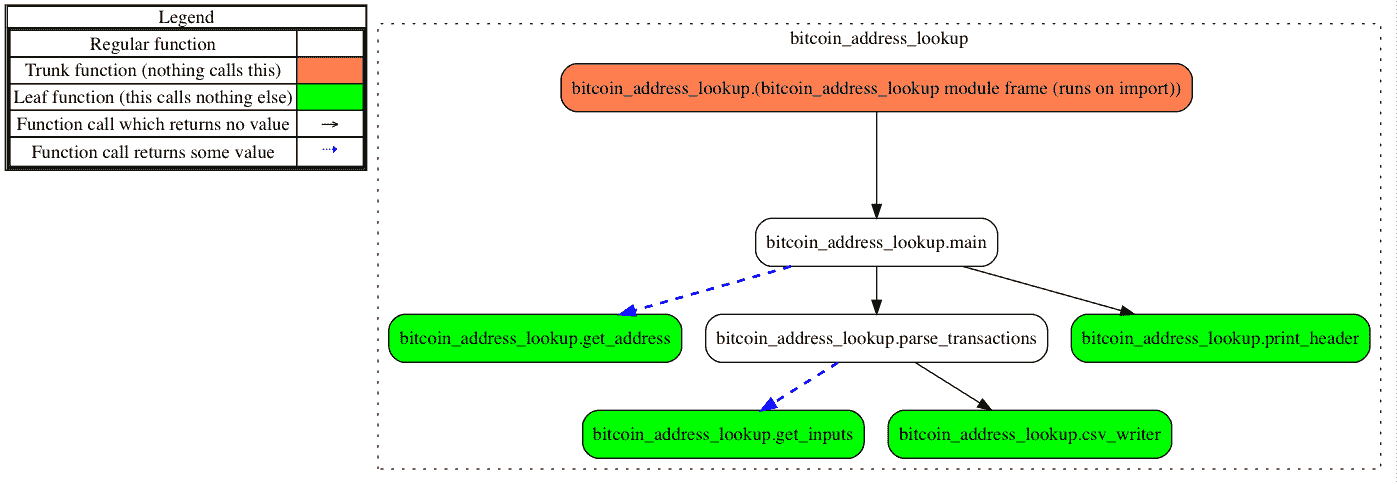 Legend
Regular function
Trunk function (nothing calls this)
Leaf function (this calls nothing else)
Function call which returns no value
Function call returns some value
bitcoin_address_lookup
bitcoin_address_lookup.(bitcoin_address_lookup module frame (runs on import))
bitcoin_address_lookup.main
bitcoin_address_lookup.get_address
bitcoin_address_lookup.parse_transactions
bitcoin_address_lookup.print_header
bitcoin_address_lookup.get_inputs
bitcoin_address_lookup.csv_writer